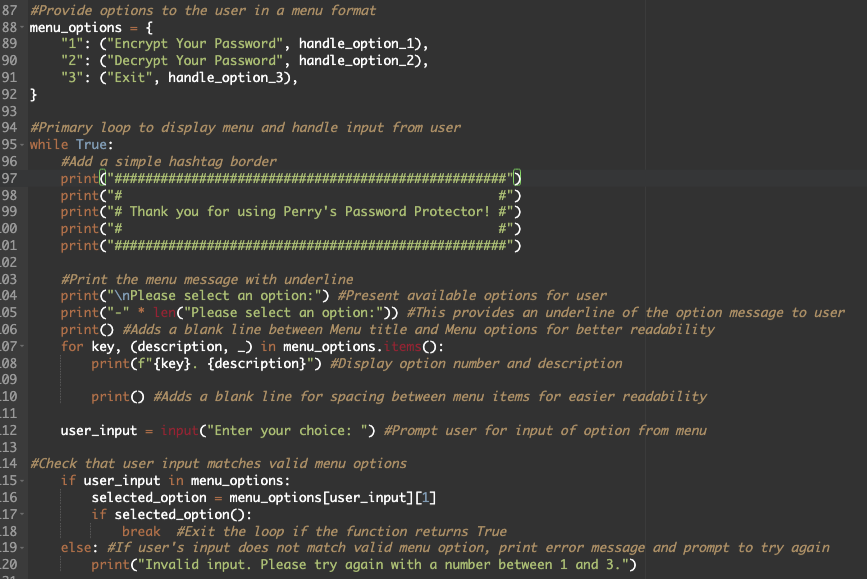 87 #Provide options to the user in a menu format
88 menu_options = {
89     "1": ("Encrypt Your Password", handle_option_1),
90     "2": ("Decrypt Your Password", handle_option_2),
91     "3": ("Exit", handle_option_3),
92 }
93
94 #Primary loop to display menu and handle input from user
95 while True:
96     #Add a simple hashtag border
97     print("###################################################")
98     print("#                                                 #")
99     print("# Thank you for using Perry's Password Protector! #")
00     print("#                                                 #")
01     print("###################################################")
02
03     #Print the menu message with underline
04     print("\nPlease select an option:") #Present available options for user
05     print("-" * len("Please select an option:")) #This provides an underline of the option message to user
06     print() #Adds a blank line between Menu title and Menu options for better readability
07     for key, (description, _) in menu_options.items():
08         print(f"{key}. {description}") #Display option number and description
09
10         print() #Adds a blank line for spacing between menu items for easier readability
11
12     user_input = input("Enter your choice: ") #Prompt user for input of option from menu
13
14 #Check that user input matches valid menu options
15     if user_input in menu_options:
16         selected_option = menu_options[user_input][1]
17         if selected_option():
18             break  #Exit the loop if the function returns True
19     else: #If user's input does not match valid menu option, print error message and prompt to try again
20         print("Invalid input. Please try again with a number between 1 and 3.")